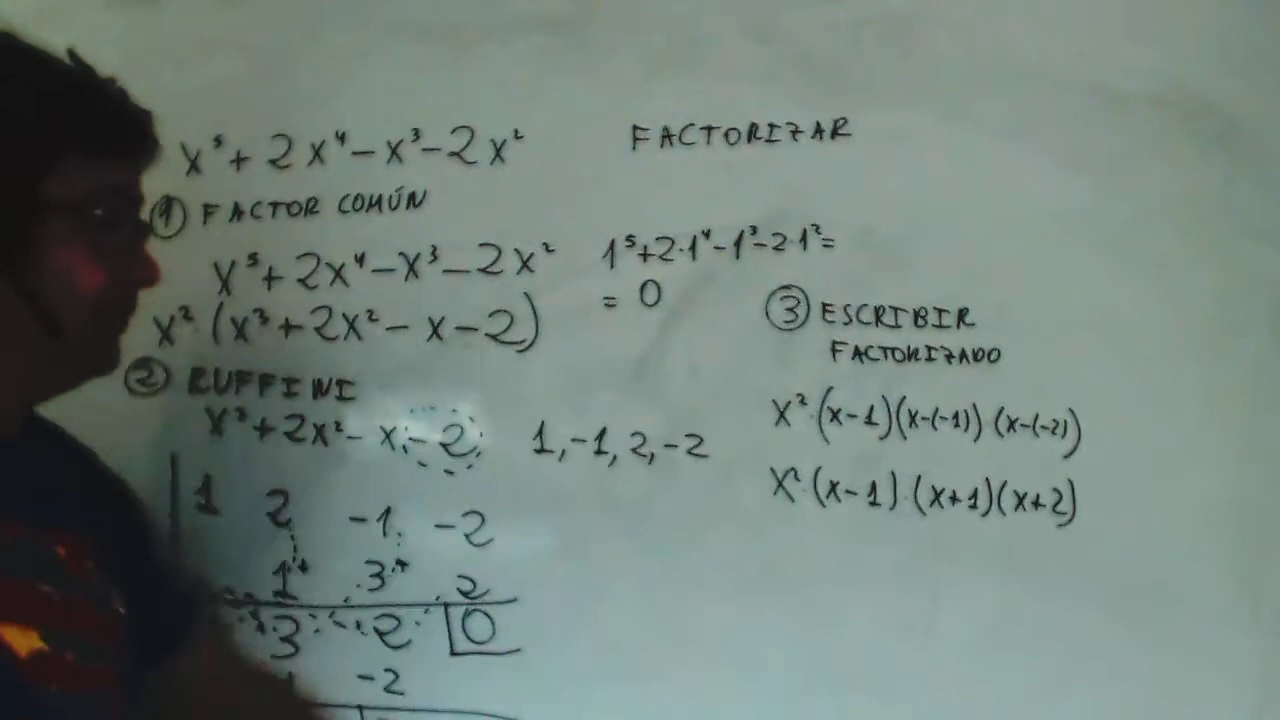 x⁵ + 2x⁴ - x³ - 2x²
FACTORIZAR
① FACTOR COMÚN
x⁵ + 2x⁴ - x³ - 2x²
x² (x³ + 2x² - x - 2)
1⁵ + 2·1⁴ - 1³ - 2·1² =
= 0
② RUFFINI
x³ + 2x² - x - 2
1, -1, 2, -2
1 2 -1 -2
1 3 2
3 2 0
-2
③ ESCRIBIR
FACTORIZADO
x²·(x-1)(x-(-1))(x-(-2))
x²·(x-1)·(x+1)(x+2)